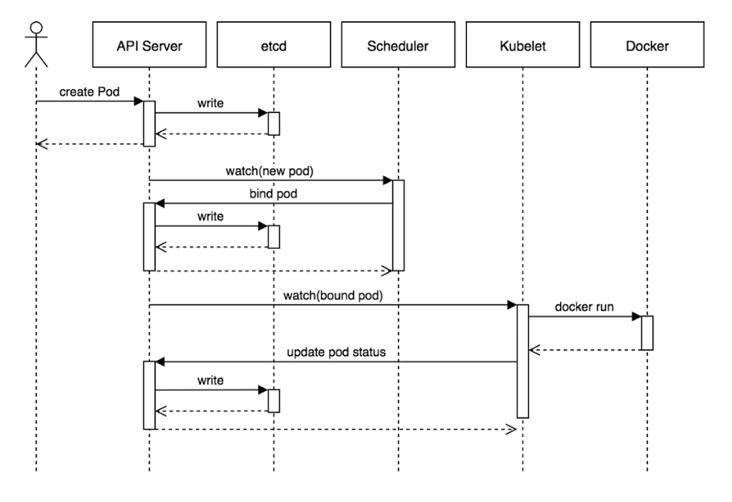 API Server
etcd
Scheduler
Kubelet
Docker
create Pod
write
watch(new pod)
bind pod
write
watch(bound pod)
docker run
update pod status
write